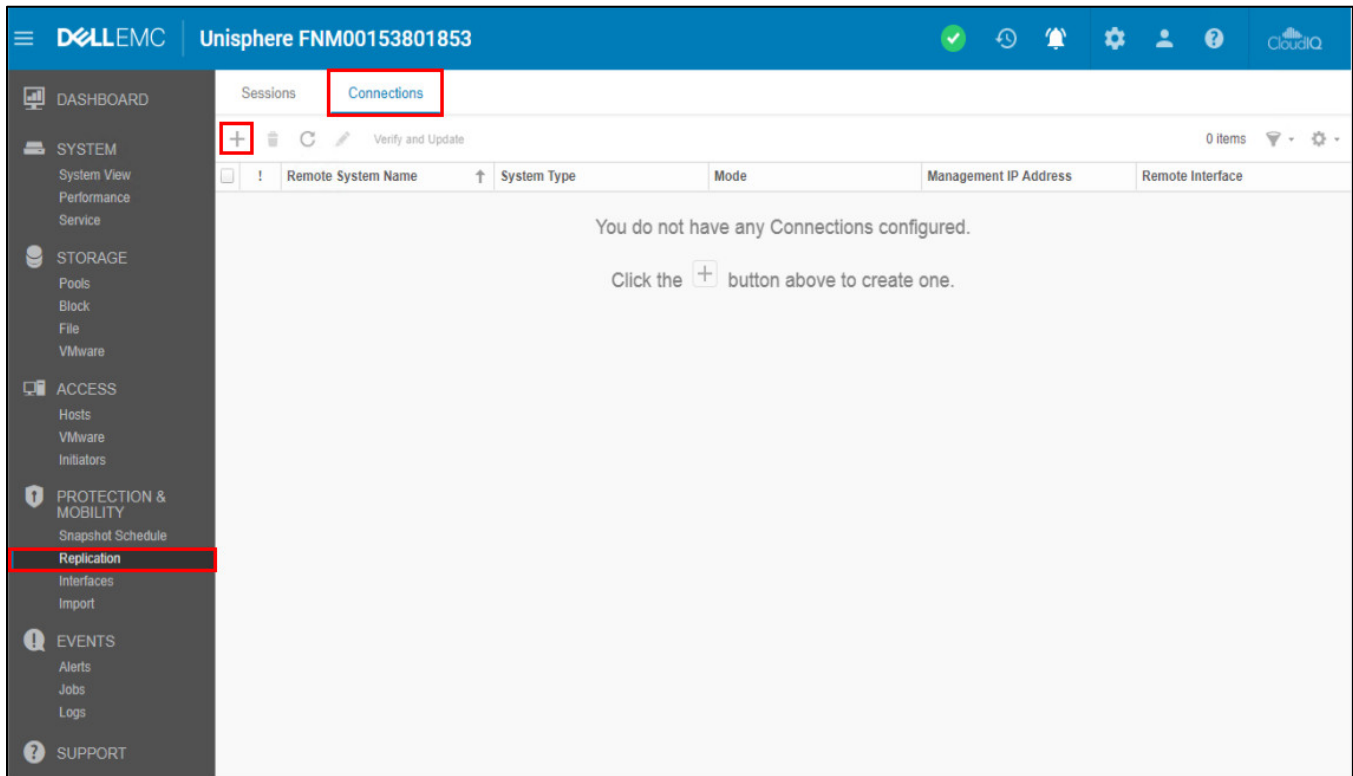 DELLEMC
Unisphere FNM00153801853
CloudIQ
DASHBOARD
SYSTEM
System View
Performance
Service
STORAGE
Pools
Block
File
VMware
ACCESS
Hosts
VMware
Initiators
PROTECTION &
MOBILITY
Snapshot Schedule
Replication
Interfaces
Import
EVENTS
Alerts
Jobs
Logs
SUPPORT
Sessions Connections
Verify and Update 0 items
! Remote System Name System Type Mode Management IP Address Remote Interface
You do not have any Connections configured.
Click the + button above to create one.